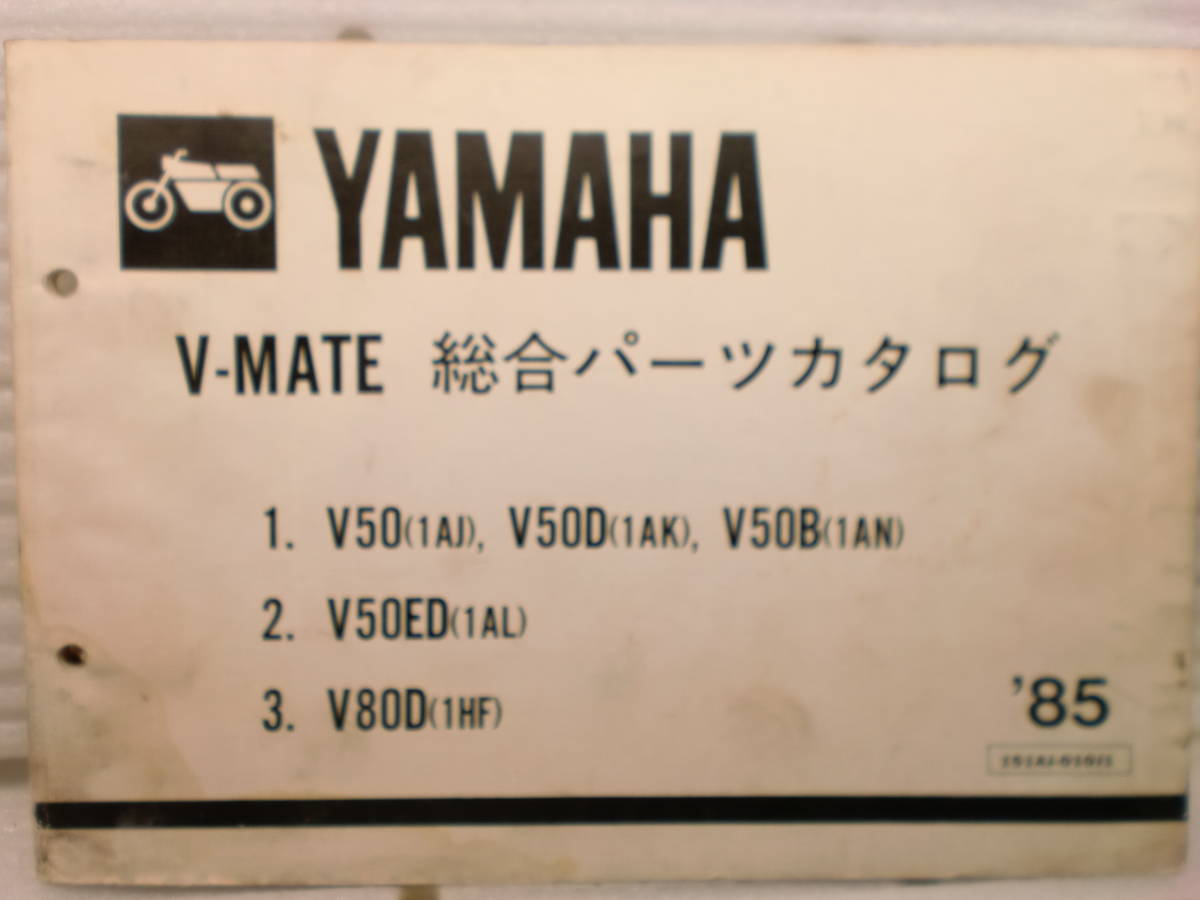 YAMAHA
V-MATE 総合パーツカタログ
1. V50(1AJ), V50D(1AK), V50B(1AN)
2. V50ED(1AL)
3. V80D(1HF)
'85